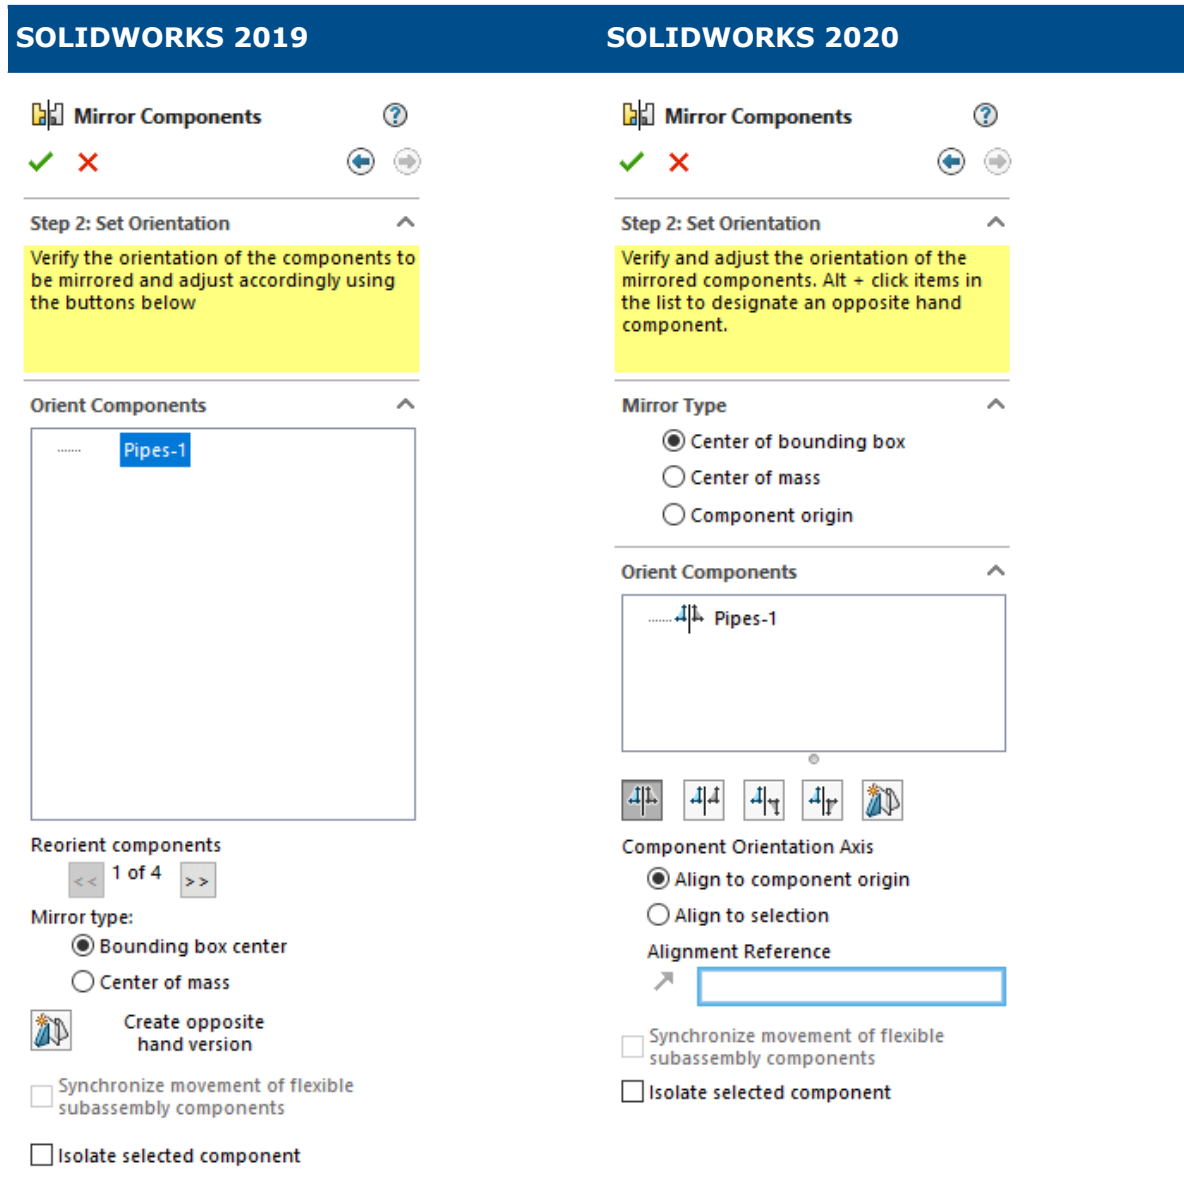 SOLIDWORKS 2019
Mirror Components
?
Step 2: Set Orientation
Verify the orientation of the components to
be mirrored and adjust accordingly using
the buttons below
Orient Components
Pipes-1
Reorient components
<< 1 of 4 >>
Mirror type:
Bounding box center
Center of mass
Create opposite
hand version
Synchronize movement of flexible
subassembly components
Isolate selected component
SOLIDWORKS 2020
Mirror Components
?
Step 2: Set Orientation
Verify and adjust the orientation of the
mirrored components. Alt + click items in
the list to designate an opposite hand
component.
Mirror Type
Center of bounding box
Center of mass
Component origin
Orient Components
Pipes-1
Component Orientation Axis
Align to component origin
Align to selection
Alignment Reference
Synchronize movement of flexible
subassembly components
Isolate selected component